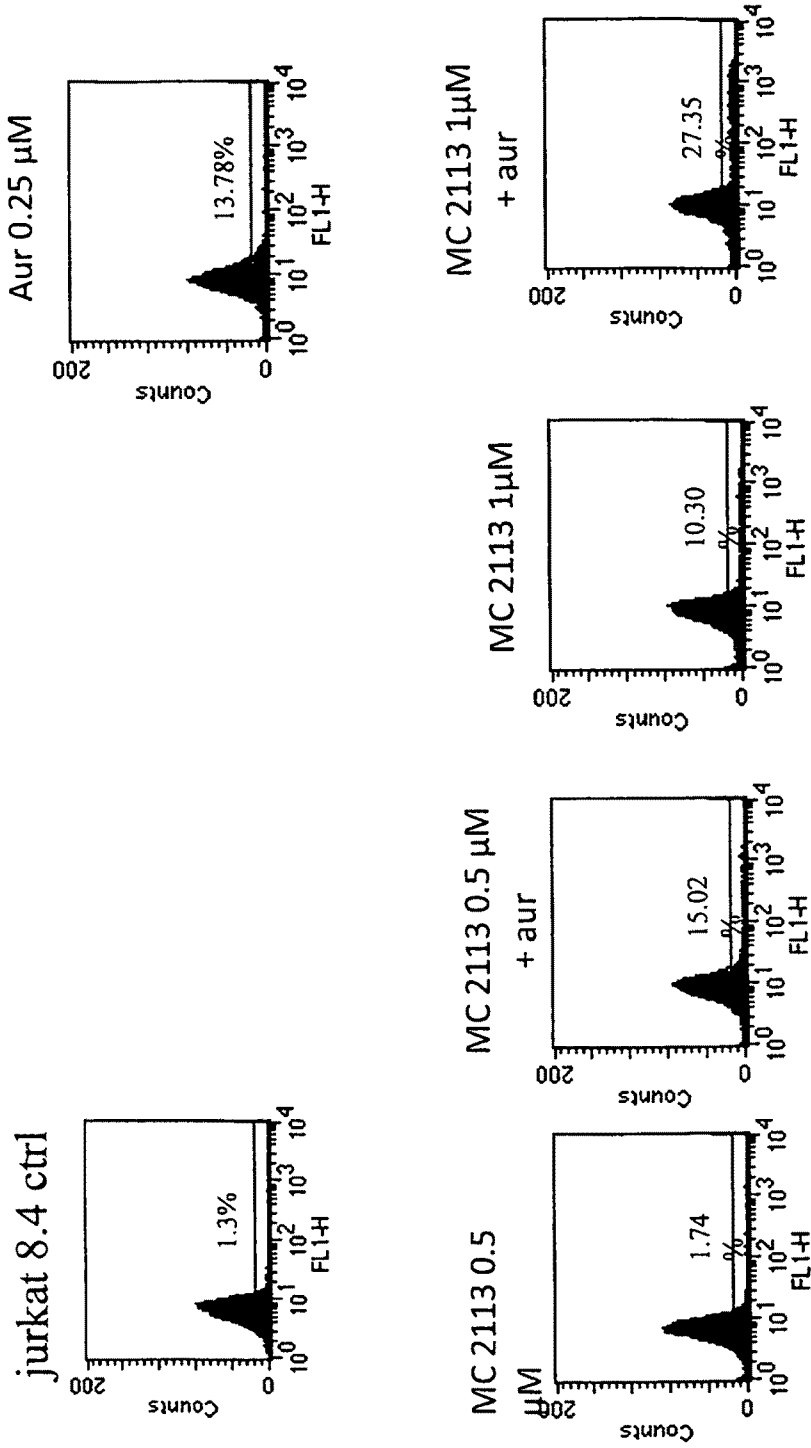 jurkat 8.4 ctrl
200
Counts
0
1.3%
10^0 10^1 10^2 10^3 10^4
FL1-H
Aur 0.25 µM
200
Counts
0
13.78%
10^0 10^1 10^2 10^3 10^4
FL1-H
MC 2113 0.5
µM
200
Counts
0
1.74
%
10^0 10^1 10^2 10^3 10^4
FL1-H
MC 2113 0.5 µM
+ aur
200
Counts
0
15.02
%
10^0 10^1 10^2 10^3 10^4
FL1-H
MC 2113 1µM
200
Counts
0
10.30
%
10^0 10^1 10^2 10^3 10^4
FL1-H
MC 2113 1µM
+ aur
200
Counts
0
27.35
%
10^0 10^1 10^2 10^3 10^4
FL1-H